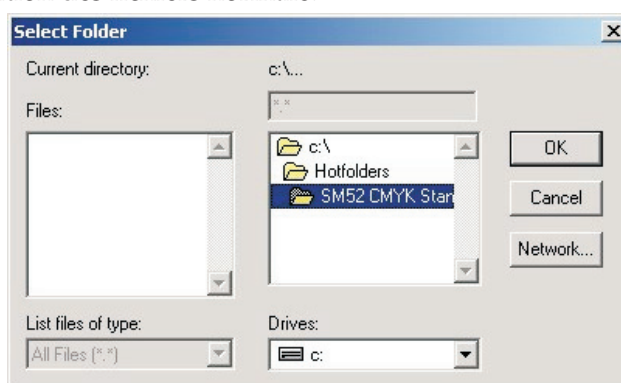 Select Folder
Current directory:
c:\...
Files:
*.*
c:\
Hotfolders
SM52 CMYK Stan
OK
Cancel
Network...
List files of type:
All Files (*.*)
Drives:
c: